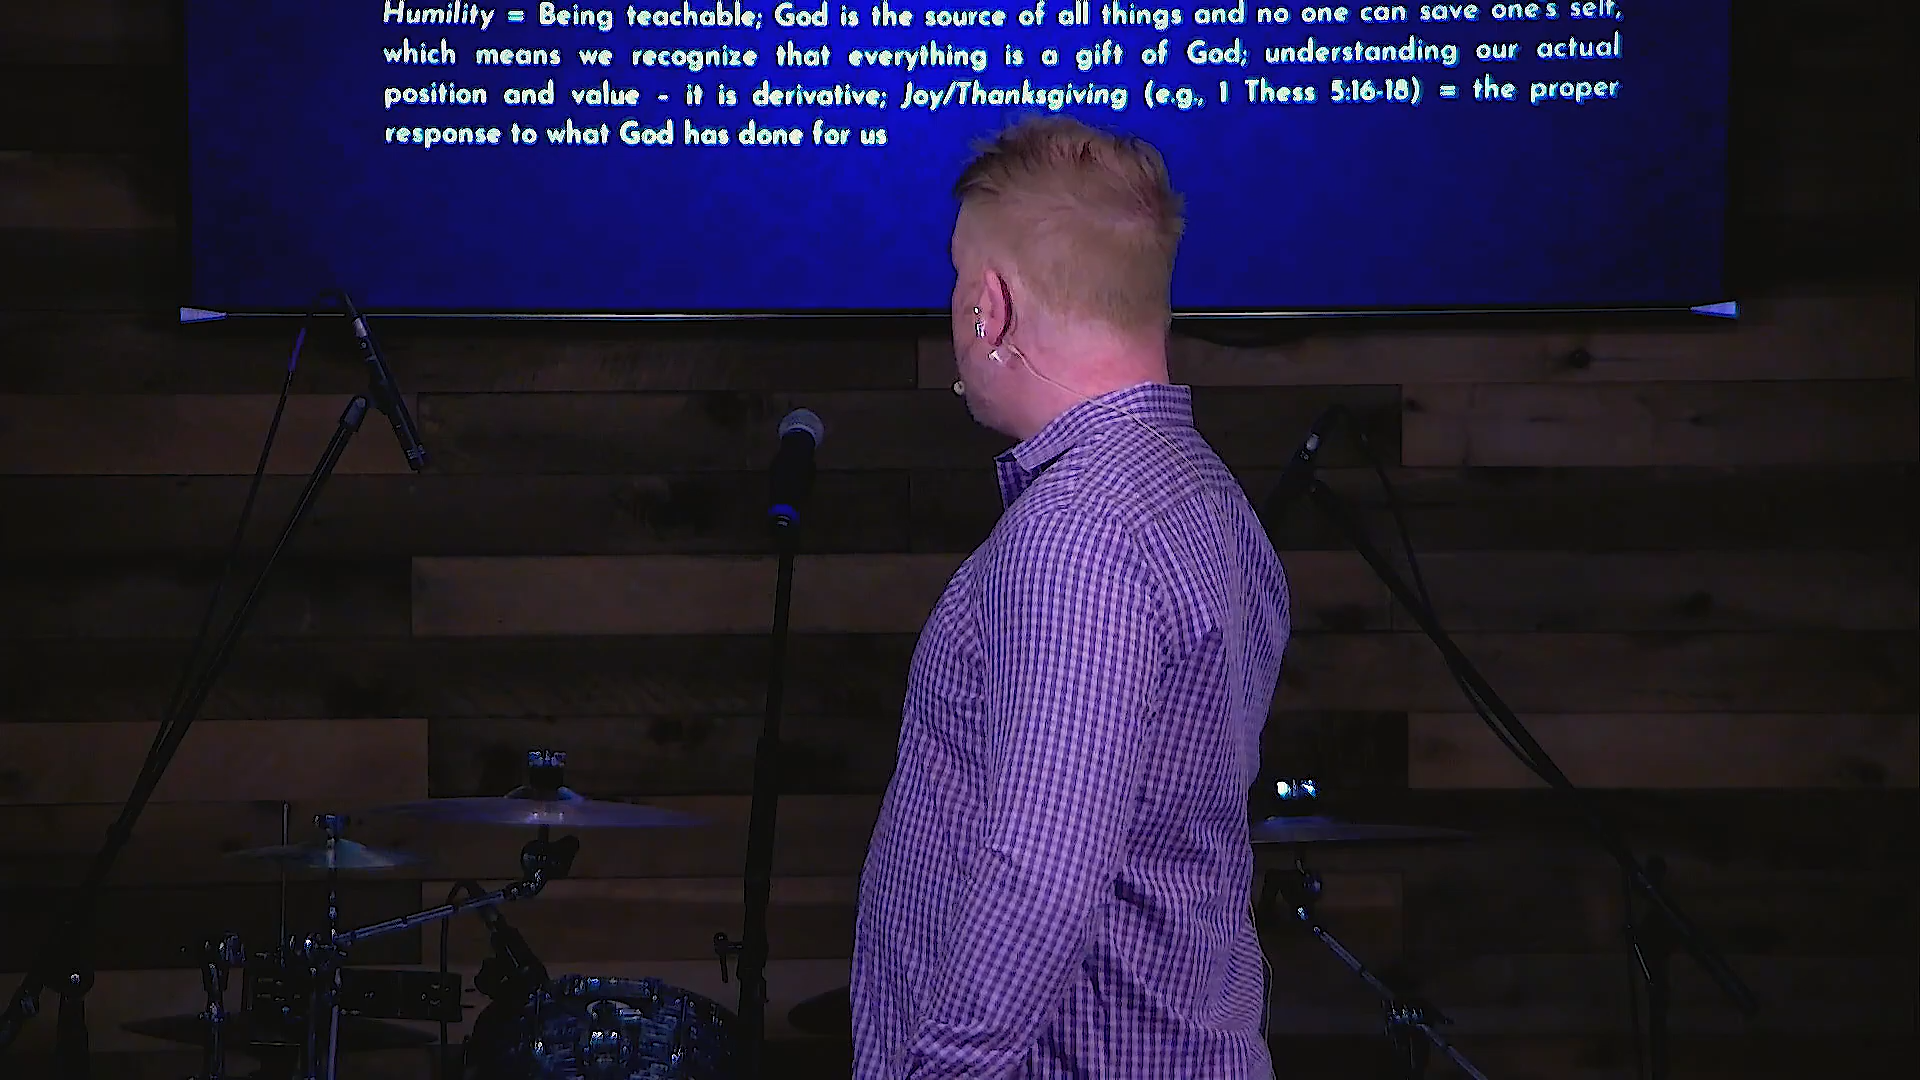 Humility = Being teachable; God is the source of all things and no one can save one's self,
which means we recognize that everything is a gift of God; understanding our actual
position and value - it is derivative; Joy/Thanksgiving (e.g., 1 Thess 5:16-18) = the proper
response to what God has done for us